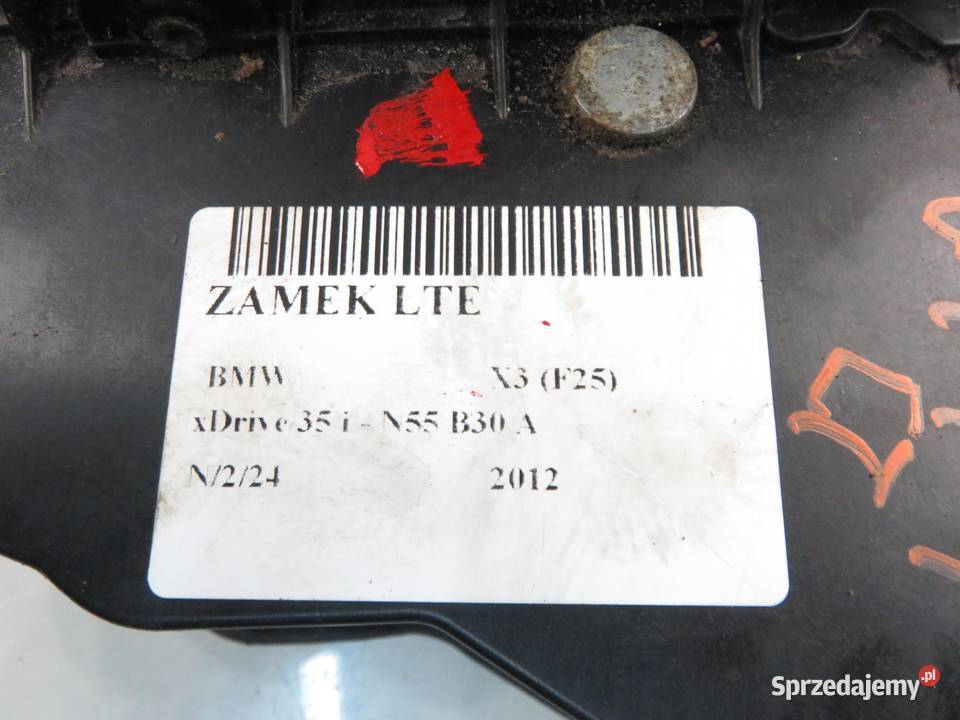 ZAMEK LTE
BMW X3 (F25)
xDrive 35 i - N55 B30 A
N/2/24 2012
Sprzedajemy.pl